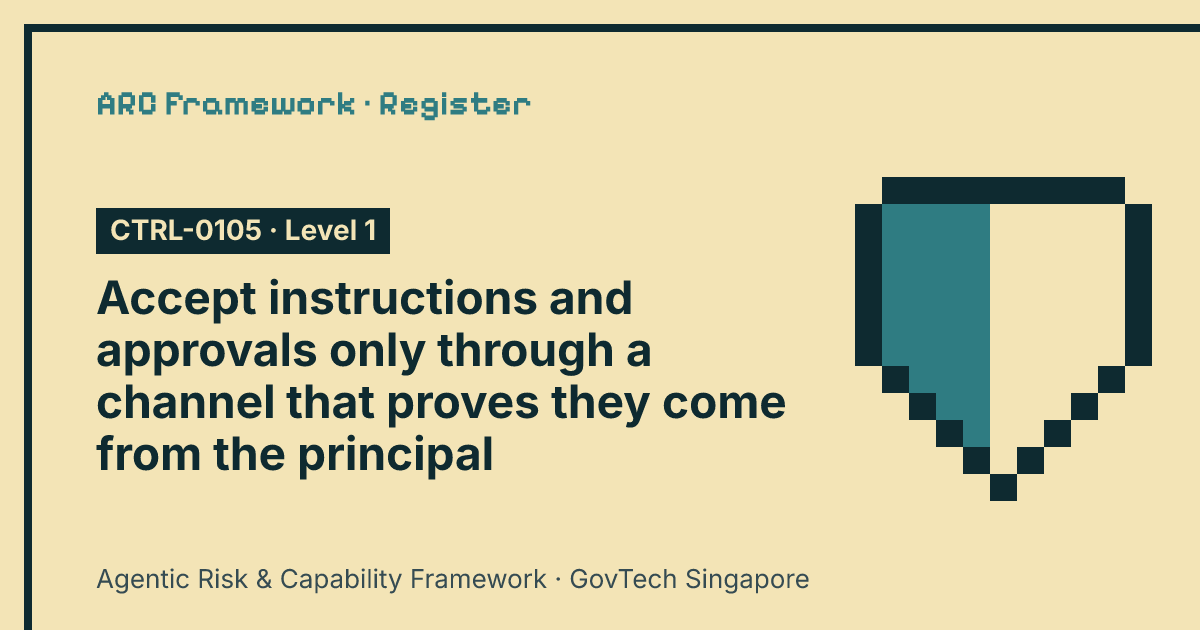 ARC Framework · Register
CTRL-0105 · Level 1
Accept instructions and
approvals only through a
channel that proves they come
from the principal
Agentic Risk & Capability Framework · GovTech Singapore